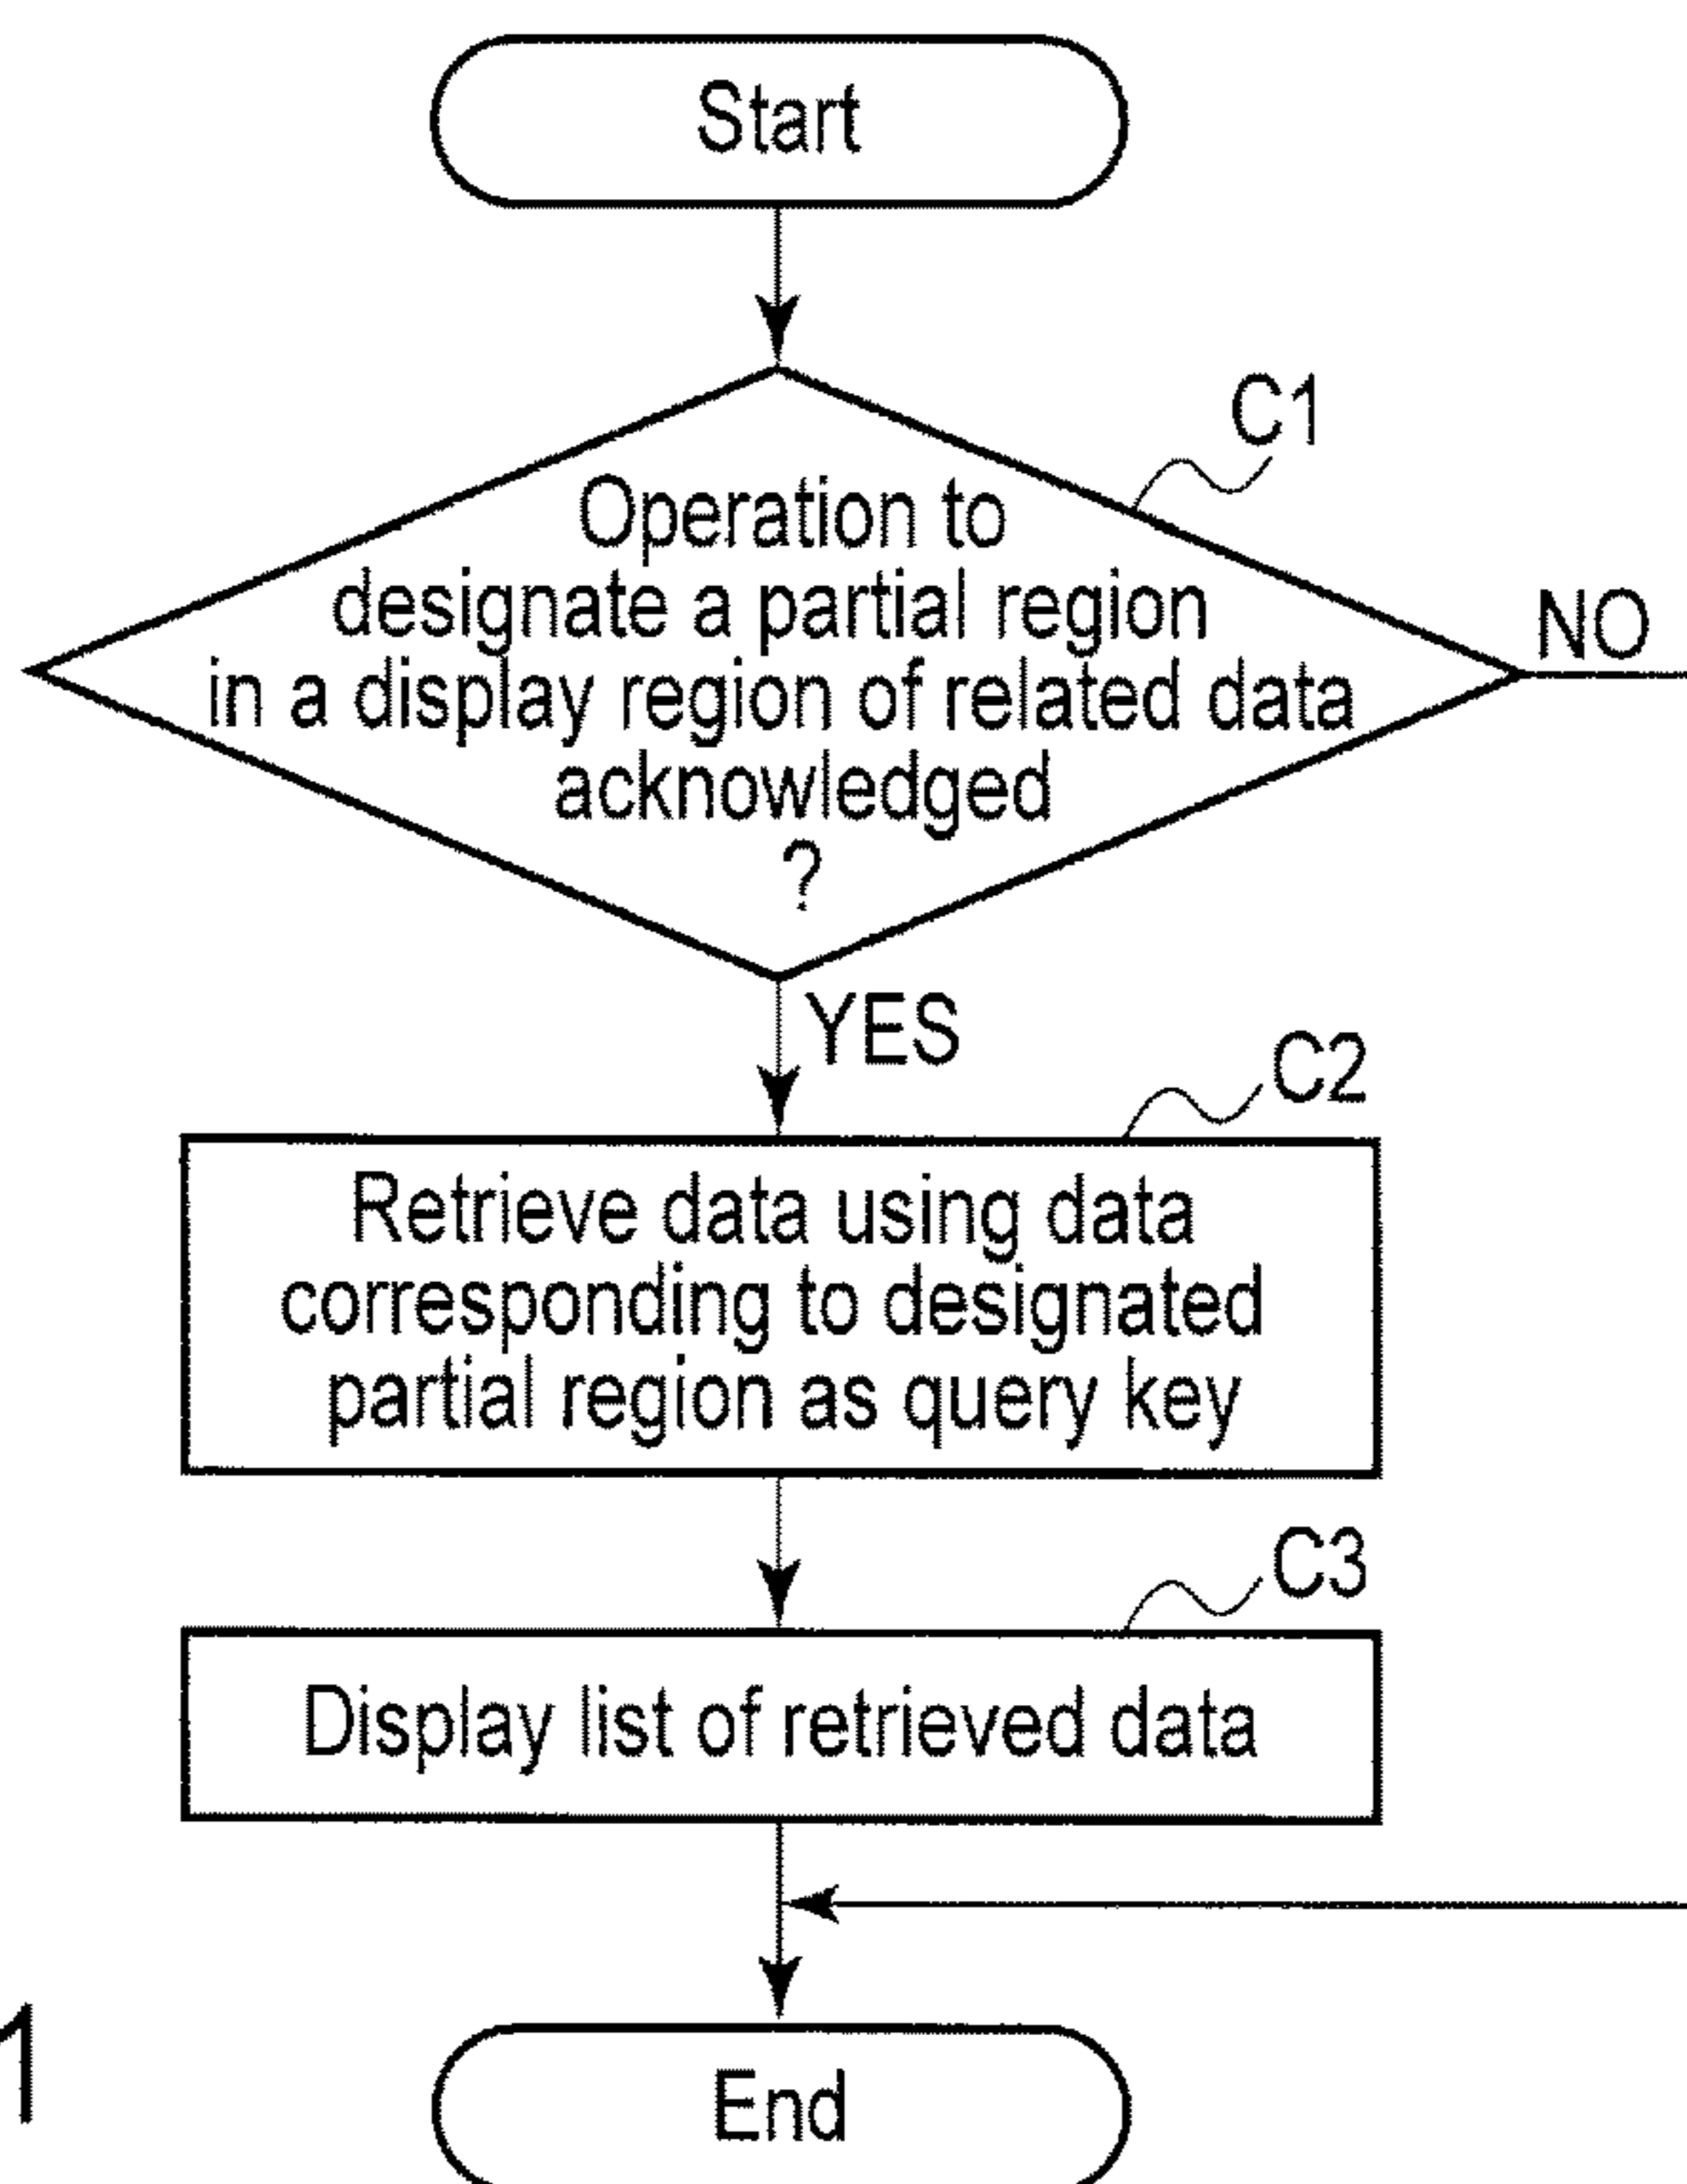 Start
C1
Operation to
designate a partial region
in a display region of related data
acknowledged
?
NO
YES
C2
Retrieve data using data
corresponding to designated
partial region as query key
C3
Display list of retrieved data
1
End